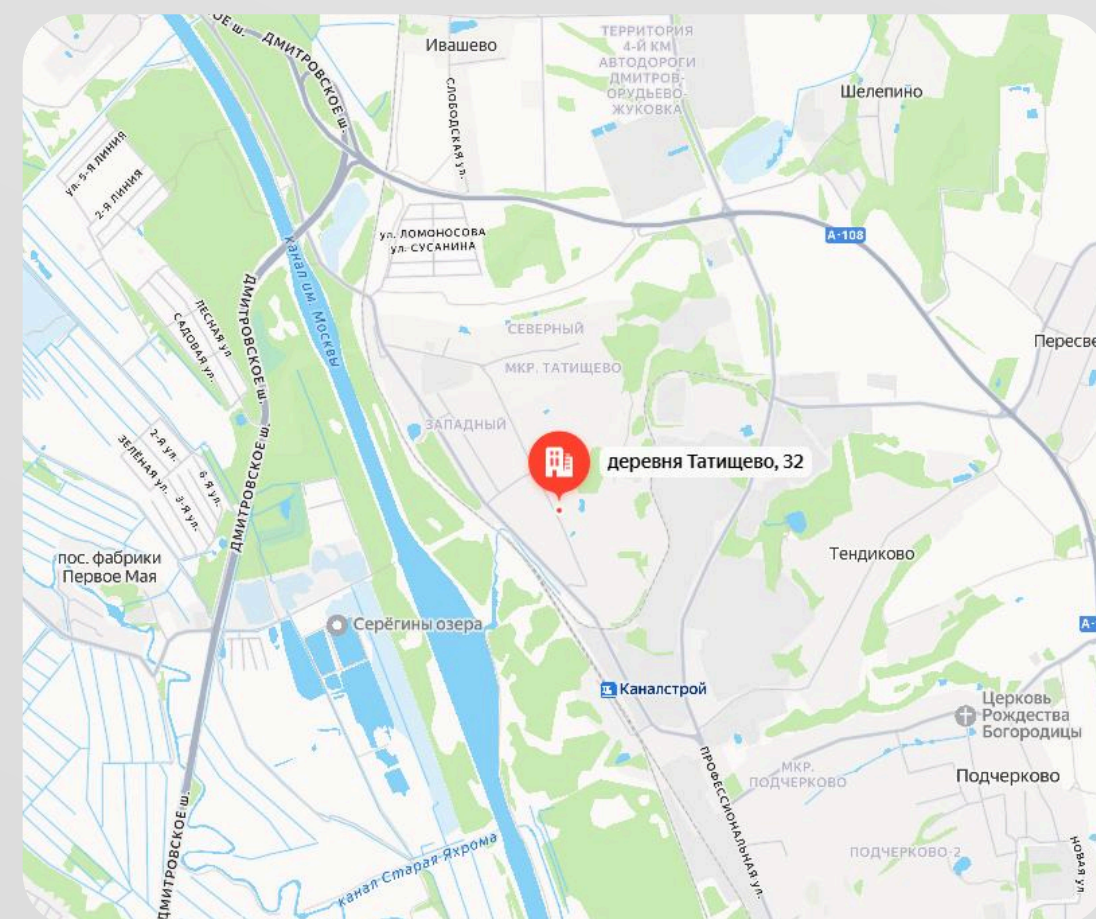 ОЕ Ш.
ДМИТРОВСКОЕ Ш.
Ивашево
ТЕРРИТОРИЯ
4-Й КМ
АВТОДОРОГИ
ДМИТРОВ-
ОРУДЬЕВО-
ЖУКОВКА
Шелепино
СЛОБОДСКАЯ УЛ.
УЛ. 5-Я ЛИНИЯ
2-Я ЛИНИЯ
УЛ. ЛОМОНОСОВА
УЛ. СУСАНИНА
А-108
канал им. Москвы
ДМИТРОВСКОЕ Ш.
ЛЕСНАЯ УЛ.
САДОВАЯ УЛ.
СЕВЕРНЫЙ
МКР. ТАТИЩЕВО
Пересве
ЗАПАДНЫЙ
2-Я УЛ.
ЗЕЛЁНАЯ УЛ.
6-Я УЛ.
3-Я УЛ.
ДМИТРОВСКОЕ Ш.
деревня Татищево, 32
пос. фабрики
Первое Мая
Тендиково
Серёгины озера
А-
Каналстрой
Церковь
Рождества
Богородицы
МКР.
ПОДЧЕРКОВО
Подчерково
ПРОФЕССИОНАЛЬНАЯ УЛ.
ДМИТРОВСКОЕ Ш.
канал Старая Яхрома
ПОДЧЕРКОВО-2
НОВАЯ УЛ.